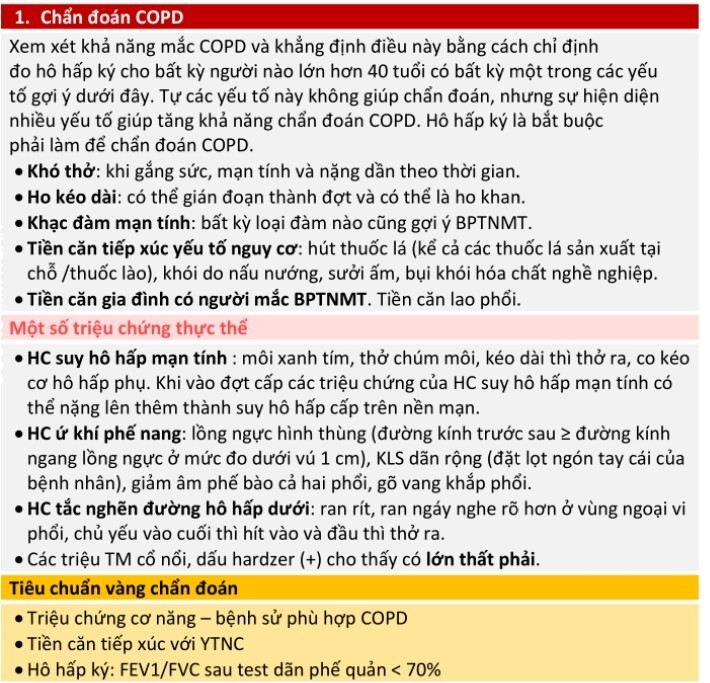 1. Chẩn đoán COPD
Xem xét khả năng mắc COPD và khẳng định điều này bằng cách chỉ định
đo hô hấp ký cho bất kỳ người nào lớn hơn 40 tuổi có bất kỳ một trong các yếu
tố gợi ý dưới đây. Tự các yếu tố này không giúp chẩn đoán, nhưng sự hiện diện
nhiều yếu tố giúp tăng khả năng chẩn đoán COPD. Hô hấp ký là bắt buộc
phải làm để chẩn đoán COPD.
• Khó thở: khi gắng sức, mạn tính và nặng dần theo thời gian.
• Ho kéo dài: có thể gián đoạn thành đợt và có thể là ho khan.
• Khạc đàm mạn tính: bất kỳ loại đàm nào cũng gợi ý BPTNMT.
• Tiền căn tiếp xúc yếu tố nguy cơ: hút thuốc lá (kể cả các thuốc lá sản xuất tại
chỗ /thuốc lào), khói do nấu nướng, sưởi ấm, bụi khói hóa chất nghề nghiệp.
• Tiền căn gia đình có người mắc BPTNMT. Tiền căn lao phổi.
Một số triệu chứng thực thể
• HC suy hô hấp mạn tính : môi xanh tím, thở chúm môi, kéo dài thì thở ra, co kéo
cơ hô hấp phụ. Khi vào đợt cấp các triệu chứng của HC suy hô hấp mạn tính có
thể nặng lên thêm thành suy hô hấp cấp trên nền mạn.
• HC ứ khí phế nang: lồng ngực hình thùng (đường kính trước sau ≥ đường kính
ngang lồng ngực ở mức đo dưới vú 1 cm), KLS dãn rộng (đặt lọt ngón tay cái của
bệnh nhân), giảm âm phế bào cả hai phổi, gõ vang khắp phổi.
• HC tắc nghẽn đường hô hấp dưới: ran rít, ran ngáy nghe rõ hơn ở vùng ngoại vi
phổi, chủ yếu vào cuối thì hít vào và đầu thì thở ra.
• Các triệu TM cổ nổi, dấu hardzer (+) cho thấy có lớn thất phải.
Tiêu chuẩn vàng chẩn đoán
• Triệu chứng cơ năng – bệnh sử phù hợp COPD
• Tiền căn tiếp xúc với YTNC
• Hô hấp ký: FEV1/FVC sau test dãn phế quản < 70%